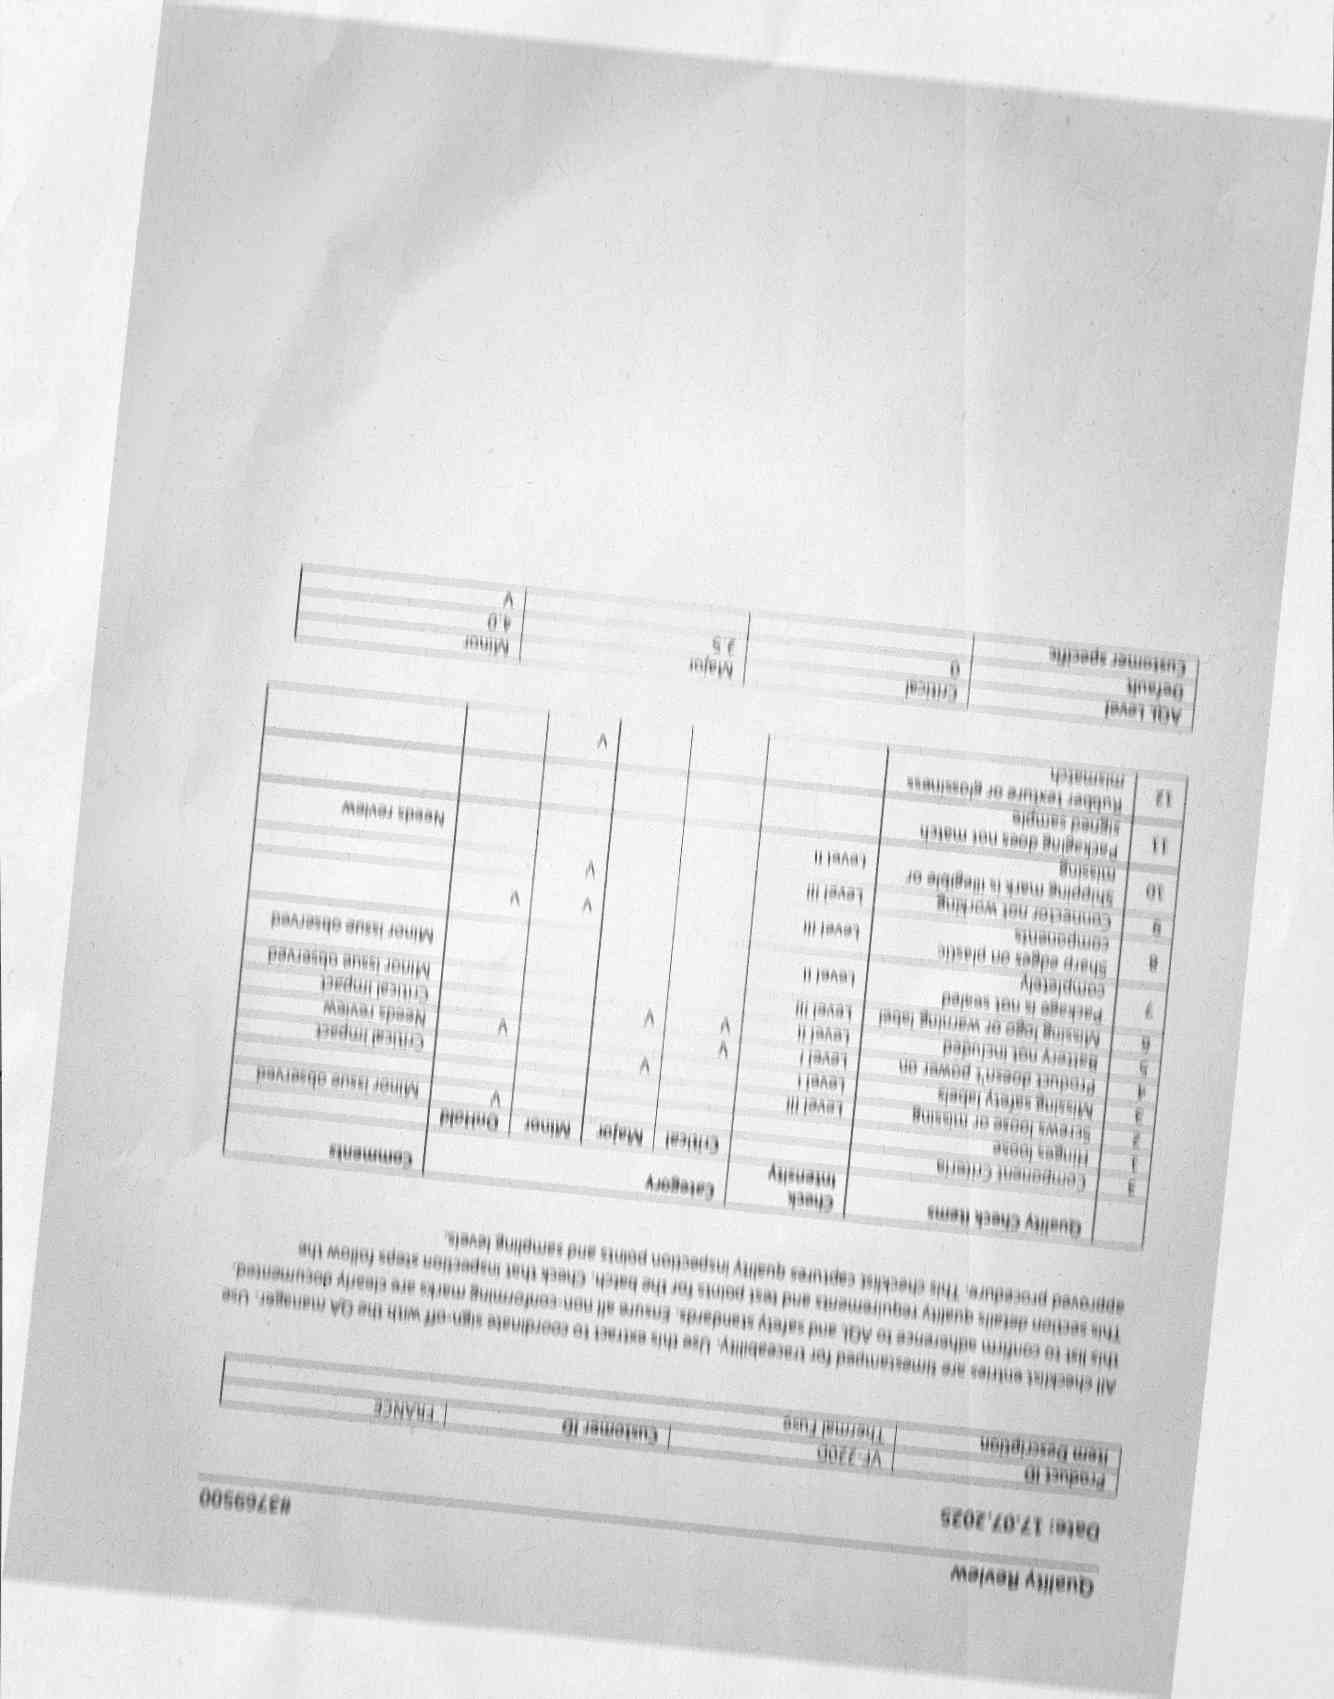 Quality Review
Date: 17.07.2025 #3769500
Product ID VF-220D Customer ID FRANCE
Item Description Thermal Fuse
All checklist entries are timestamped for traceability. Use this extract to coordinate sign-off with the QA manager. Use
this list to confirm adherence to AQL and safety standards. Ensure all non-conforming marks are clearly documented.
This section details quality requirements and test points for the batch. Check that inspection steps follow the
approved procedure. This checklist captures quality inspection points and sampling levels.
Quality Check Items Check Intensity Category Comments
Critical Major Minor OnHold
3 Component Criteria
1 Hinges loose V Minor issue observed
2 Screws loose or missing Level III
3 Missing safety labels Level I V Critical impact
4 Product doesn't power on Level I V V Needs review
5 Battery not included Level II V V Critical impact
6 Missing logo or warning label Level III Minor issue observed
7 Package is not sealed completely Level II Minor issue observed
8 Sharp edges on plastic components Level III V V
9 Connector not working Level III V
10 Shipping mark is illegible or missing Level II Needs review
11 Packaging does not match signed sample
12 Rubber texture or glossiness mismatch V
AQL Level Critical Major Minor
Default 0 2.5 4.0
Customer specific V